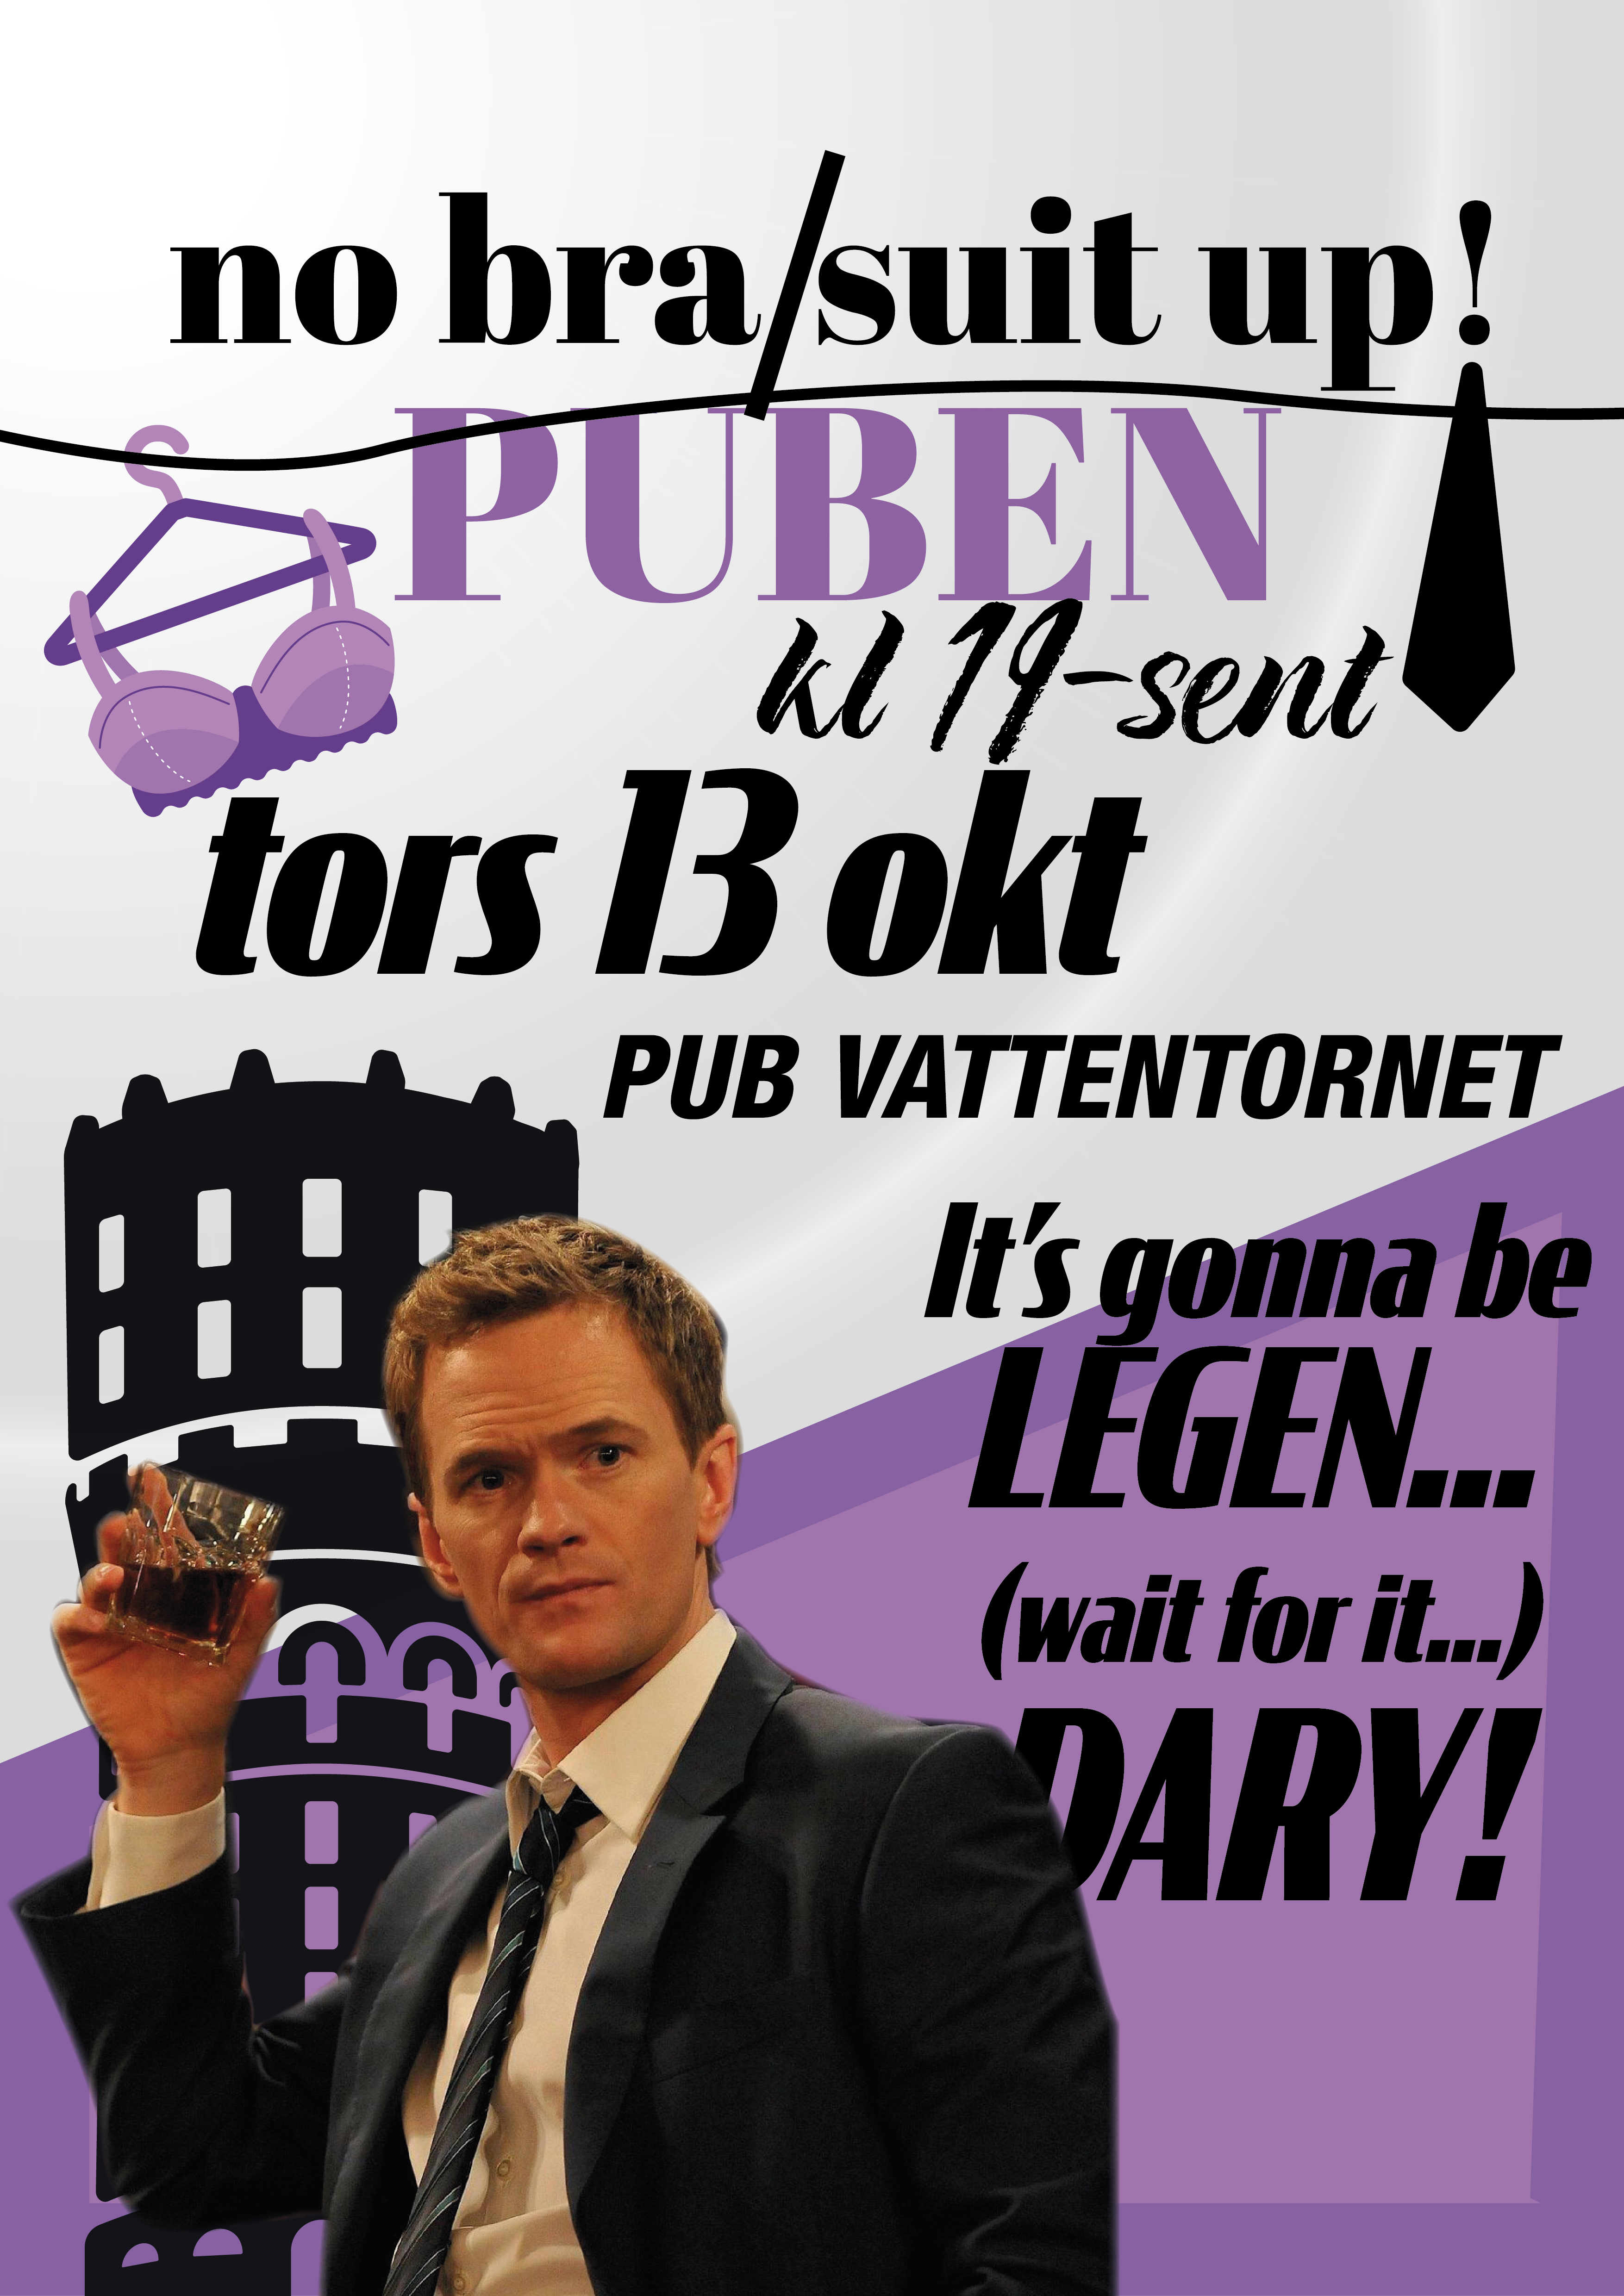 no bra/suit up!
PUBEN
kl 19-sent
tors 13 okt
PUB VATTENTORNET
It's gonna be
LEGEN...
(wait for it...)
DARY!